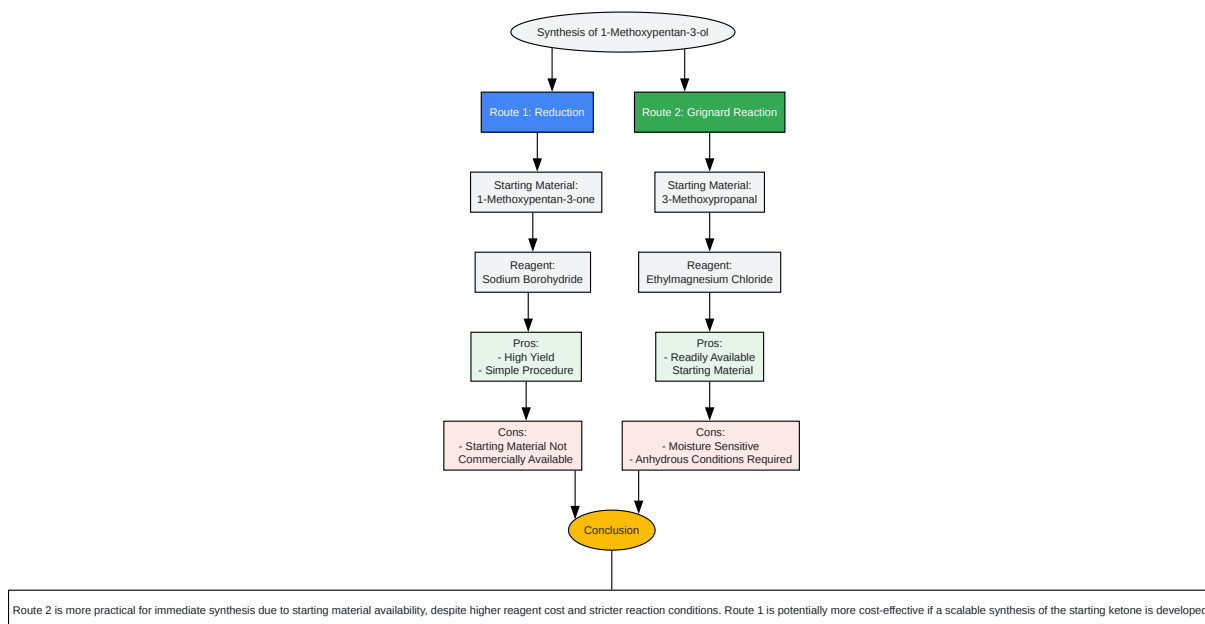 Synthesis of 1-Methoxypentan-3-ol
Route 1: Reduction
Route 2: Grignard Reaction
Starting Material:
1-Methoxypentan-3-one
Starting Material:
3-Methoxypropanal
Reagent:
Sodium Borohydride
Reagent:
Ethylmagnesium Chloride
Pros:
- High Yield
- Simple Procedure
Pros:
- Readily Available
Starting Material
Cons:
- Starting Material Not
Commercially Available
Cons:
- Moisture Sensitive
- Anhydrous Conditions Required
Conclusion
Route 2 is more practical for immediate synthesis due to starting material availability, despite higher reagent cost and stricter reaction conditions. Route 1 is potentially more cost-effective if a scalable synthesis of the starting ketone is developed